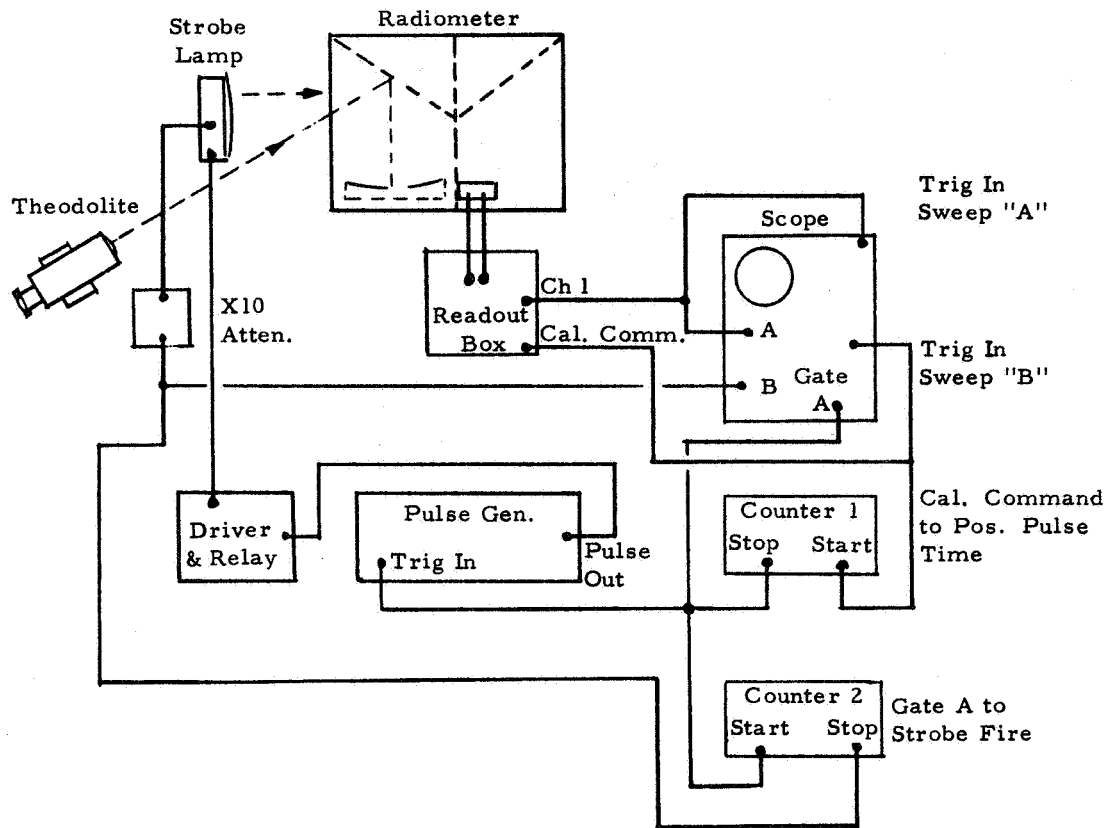 Radiometer
Strobe
Lamp
Theodolite
X10
Atten.
Readout
Box
Ch 1
Cal. Comm.
Scope
A
B
Gate
A
Trig In
Sweep "A"
Trig In
Sweep "B"
Driver
& Relay
Pulse Gen.
Trig In
Pulse
Out
Counter 1
Stop Start
Cal. Command
to Pos. Pulse
Time
Counter 2
Start Stop
Gate A to
Strobe Fire